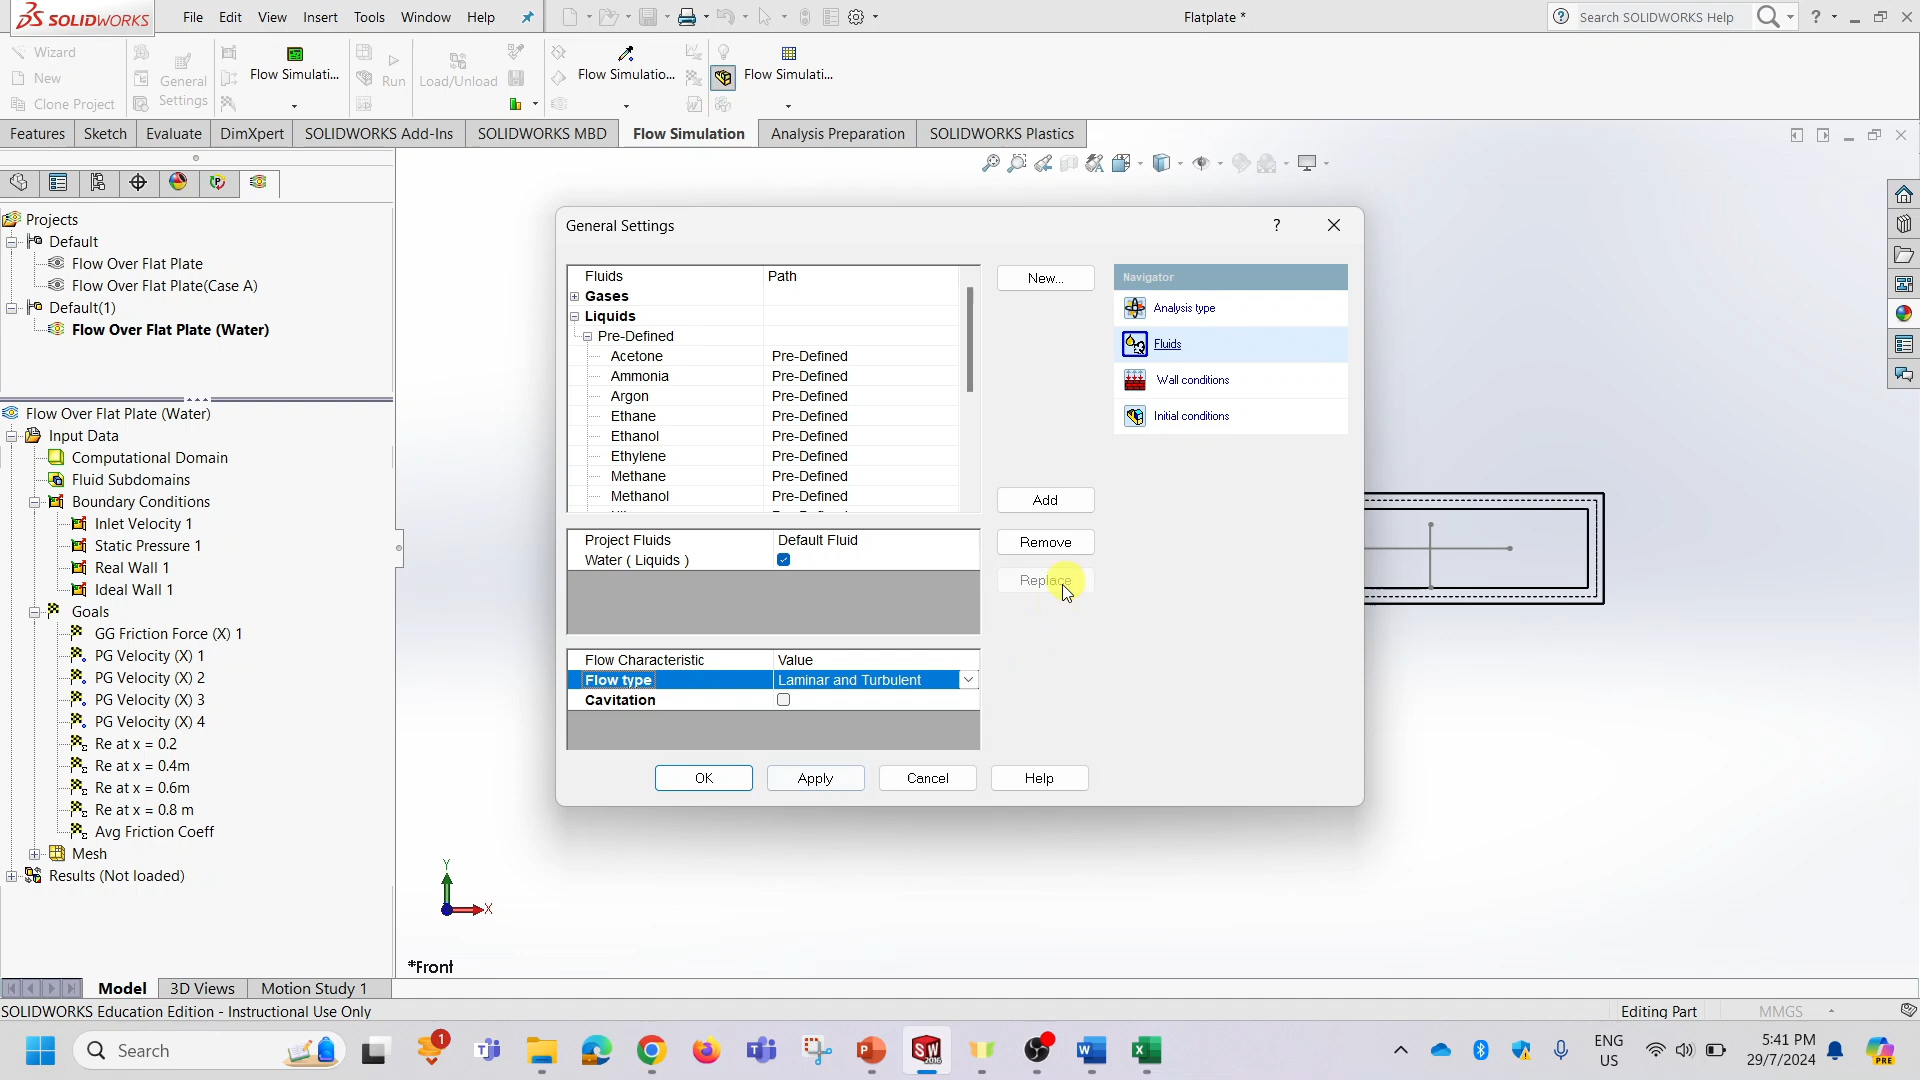 SOLIDWORKS
File Edit View Insert Tools Window Help
Flatplate *
Search SOLIDWORKS Help
Wizard
New
Clone Project
General Settings
Flow Simulati...
Run
Load/Unload
Flow Simulatio...
Flow Simulati...
Features Sketch Evaluate DimXpert SOLIDWORKS Add-Ins SOLIDWORKS MBD Flow Simulation Analysis Preparation SOLIDWORKS Plastics
Projects
Default
Flow Over Flat Plate
Flow Over Flat Plate(Case A)
Default(1)
Flow Over Flat Plate (Water)
Flow Over Flat Plate (Water)
Input Data
Computational Domain
Fluid Subdomains
Boundary Conditions
Inlet Velocity 1
Static Pressure 1
Real Wall 1
Ideal Wall 1
Goals
GG Friction Force (X) 1
PG Velocity (X) 1
PG Velocity (X) 2
PG Velocity (X) 3
PG Velocity (X) 4
Re at x = 0.2
Re at x = 0.4m
Re at x = 0.6m
Re at x = 0.8 m
Avg Friction Coeff
Mesh
Results (Not loaded)
General Settings
Fluids Path
Gases
Liquids
Pre-Defined
Acetone Pre-Defined
Ammonia Pre-Defined
Argon Pre-Defined
Ethane Pre-Defined
Ethanol Pre-Defined
Ethylene Pre-Defined
Methane Pre-Defined
Methanol Pre-Defined
New...
Add
Remove
Replace
Project Fluids Default Fluid
Water ( Liquids )
Flow Characteristic Value
Flow type Laminar and Turbulent
Cavitation
OK Apply Cancel Help
Navigator
Analysis type
Fluids
Wall conditions
Initial conditions
Y
X
*Front
Model 3D Views Motion Study 1
SOLIDWORKS Education Edition - Instructional Use Only
Editing Part
MMGS
Search
1
SW
2016
ENG
US
5:41 PM
29/7/2024
PRE